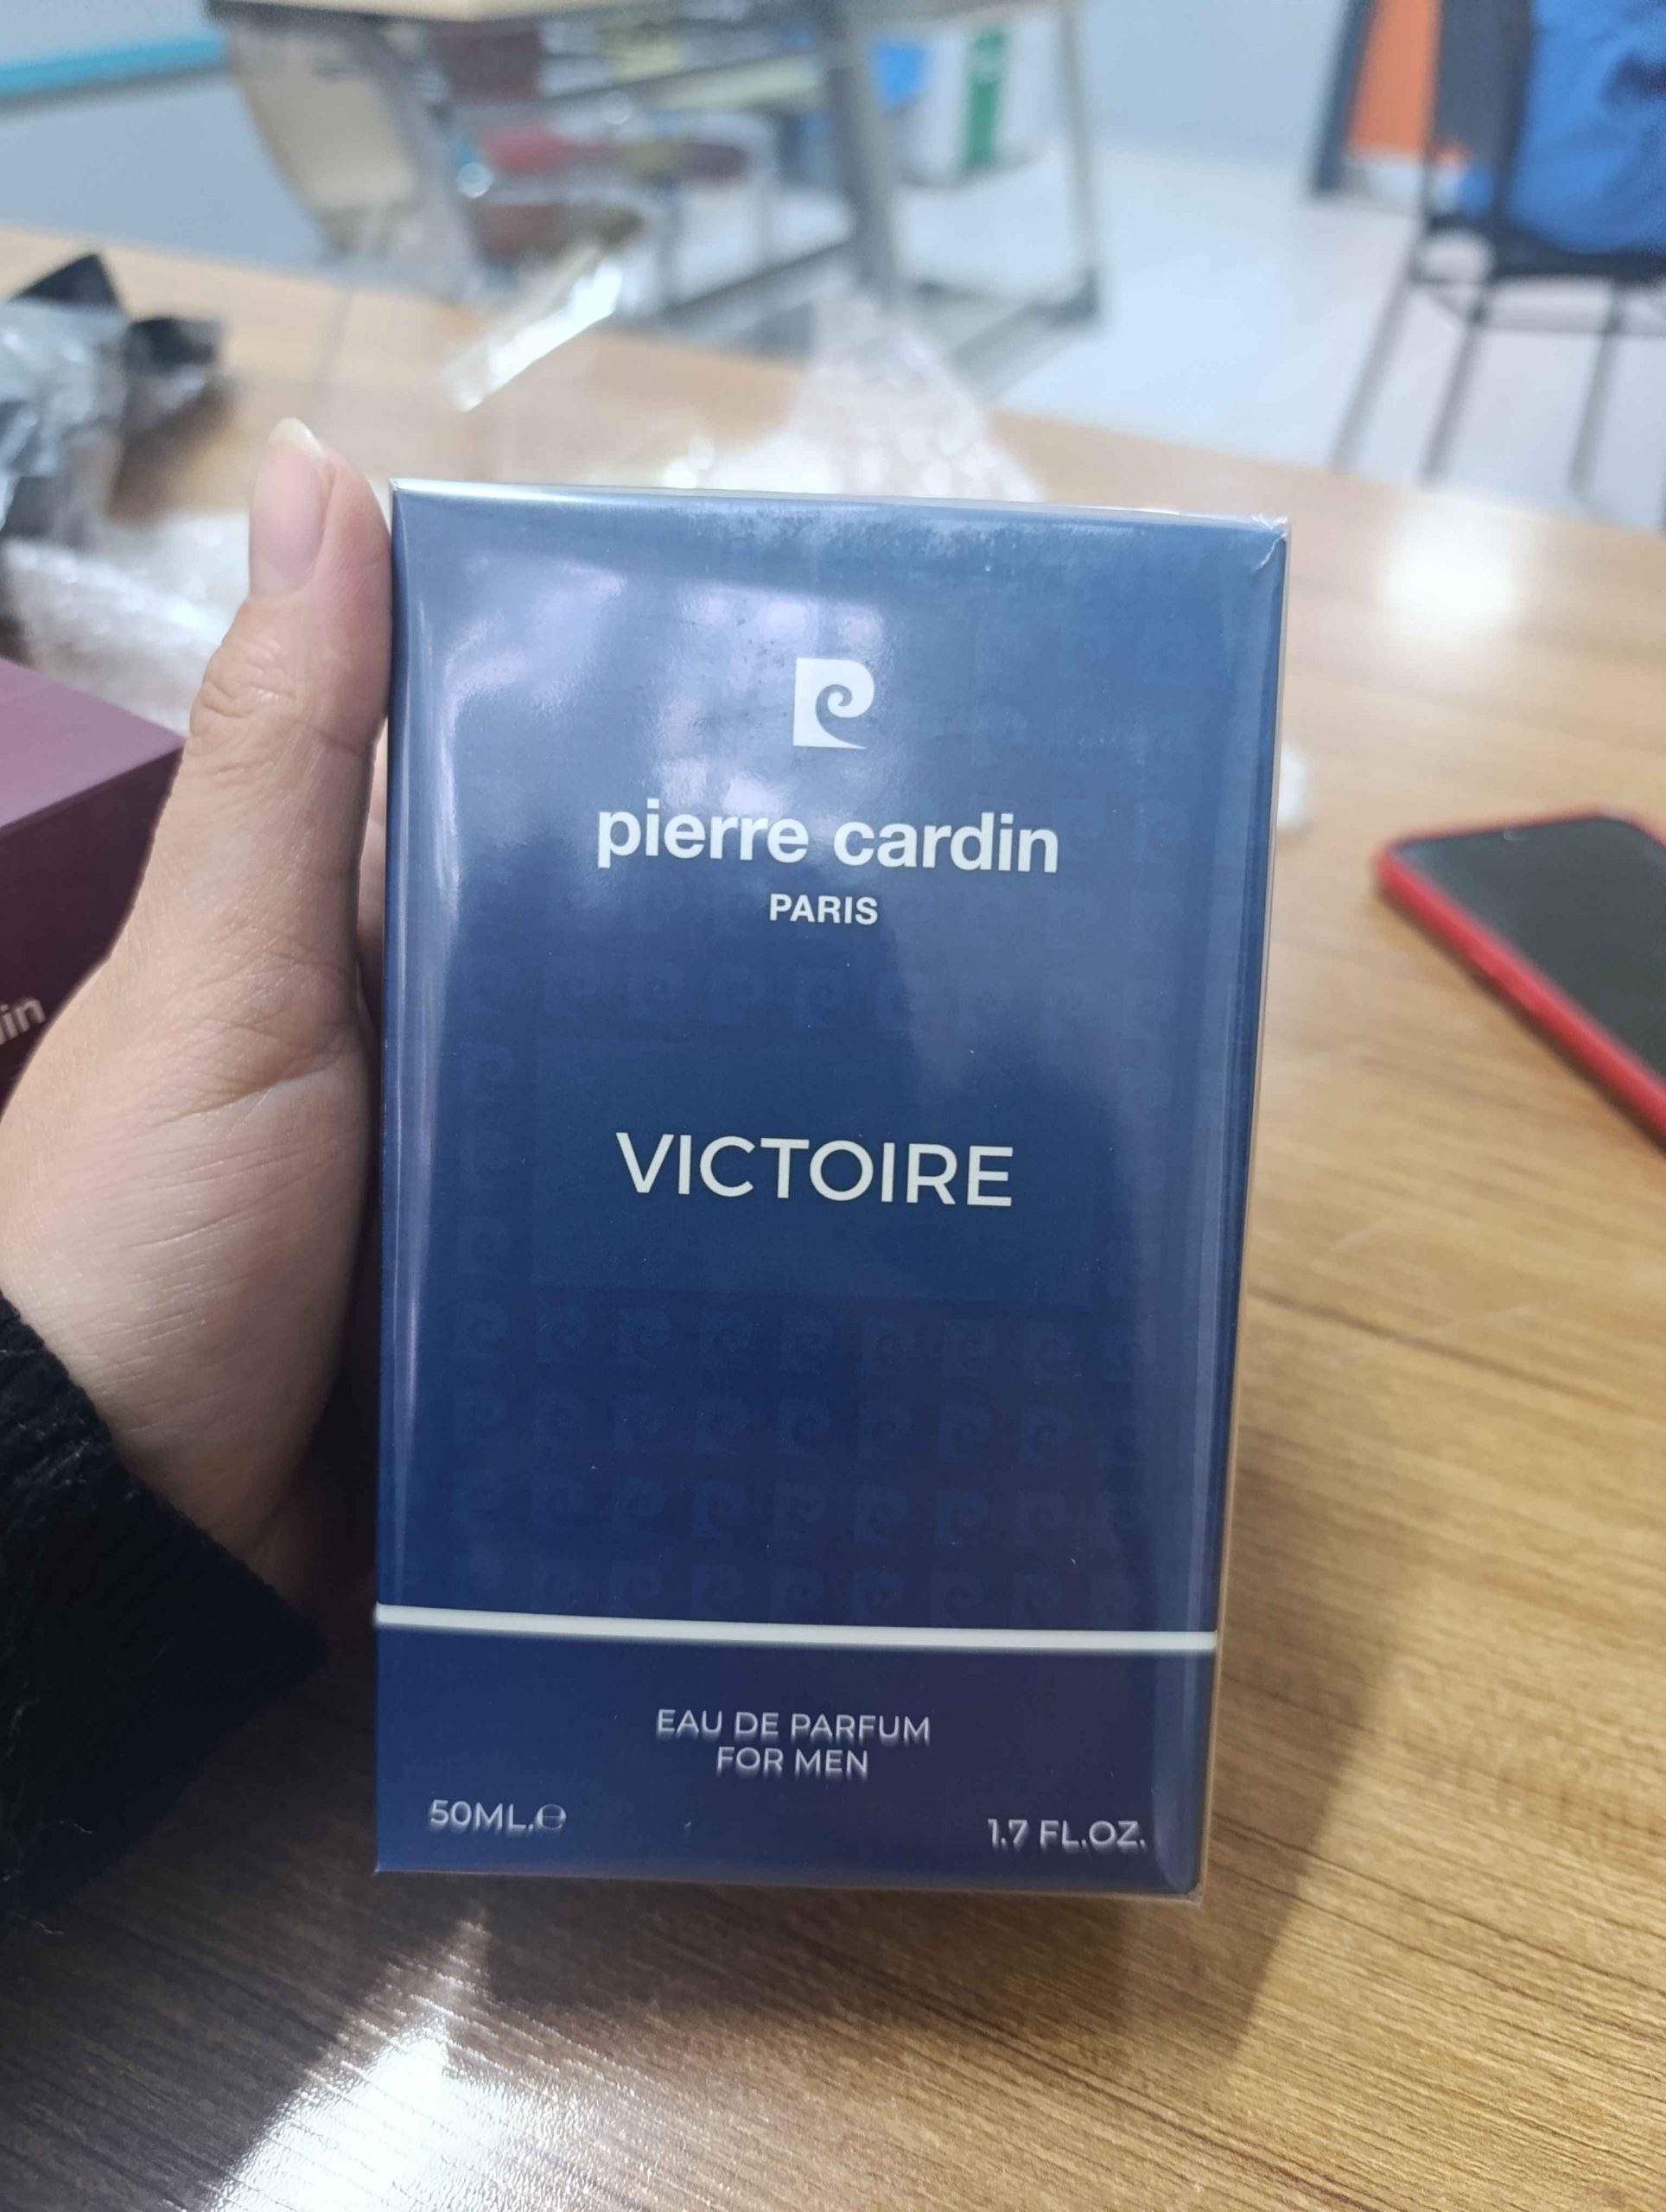 pierre cardin
PARIS
VICTOIRE
EAU DE PARFUM
FOR MEN
50ML.℮
1.7 FL.OZ.